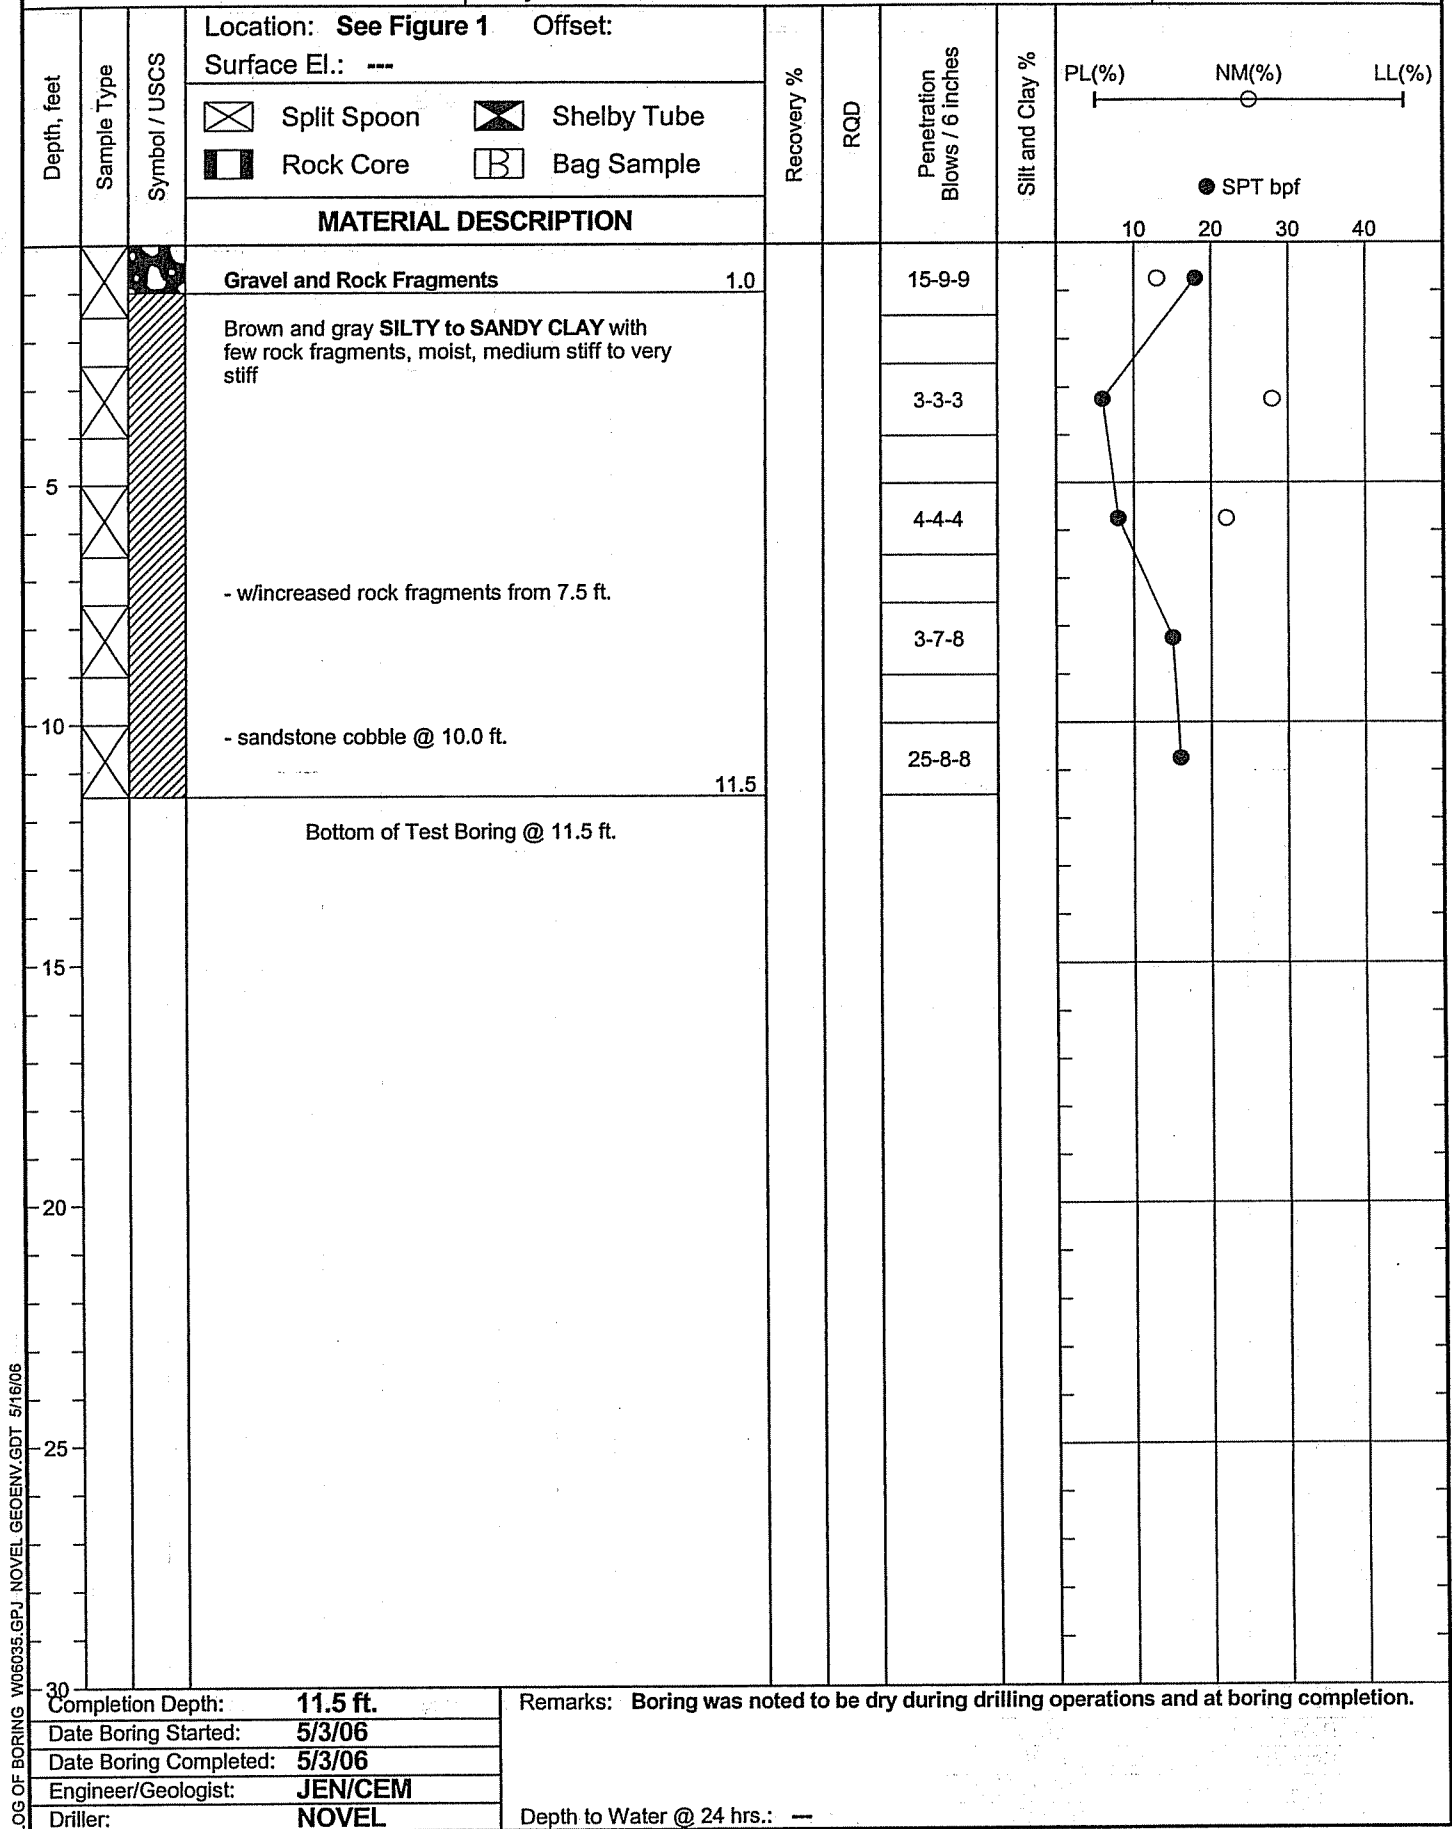 Location: See Figure 1 Offset:
Surface El.: ---
Depth, feet
Sample Type
Symbol / USCS
Split Spoon
Shelby Tube
Rock Core
B Bag Sample
MATERIAL DESCRIPTION
Recovery %
RQD
Penetration
Blows / 6 inches
Silt and Clay %
PL(%) NM(%) LL(%)
SPT bpf
10 20 30 40
Gravel and Rock Fragments 1.0
15-9-9
Brown and gray SILTY to SANDY CLAY with
few rock fragments, moist, medium stiff to very
stiff
3-3-3
5
4-4-4
- w/increased rock fragments from 7.5 ft.
3-7-8
10
- sandstone cobble @ 10.0 ft.
25-8-8
11.5
Bottom of Test Boring @ 11.5 ft.
15
20
25
30
Completion Depth: 11.5 ft.
Date Boring Started: 5/3/06
Date Boring Completed: 5/3/06
Engineer/Geologist: JEN/CEM
Driller: NOVEL
Remarks: Boring was noted to be dry during drilling operations and at boring completion.
Depth to Water @ 24 hrs.: ---
OG OF BORING W06035.GPJ NOVEL GEOENV.GDT 5/16/06